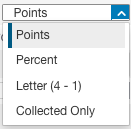 Points
Points
Percent
Letter (4 - 1)
Collected Only